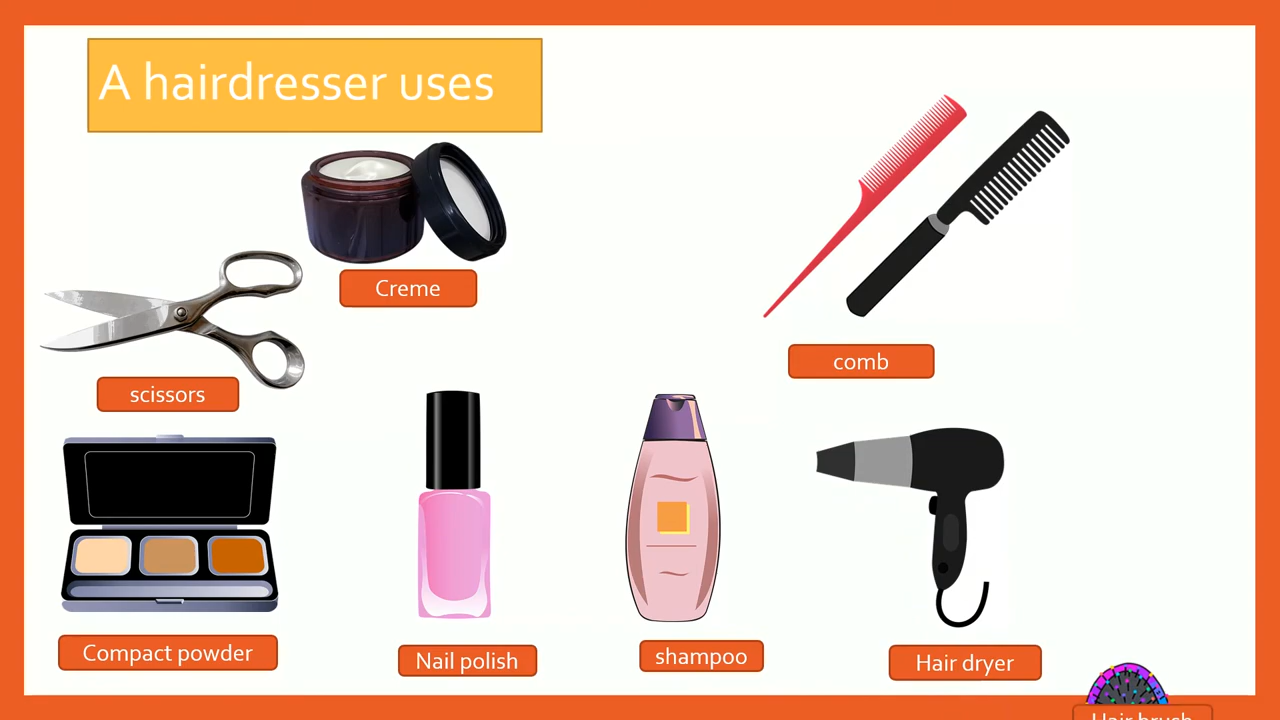 A hairdresser uses
Creme
comb
scissors
Compact powder
Nail polish
shampoo
Hair dryer
Hair brush